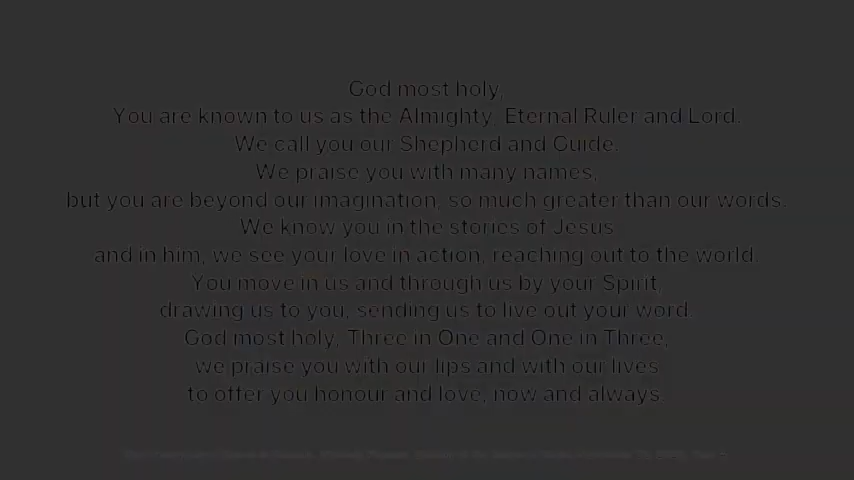 God most holy,
You are known to us as the Almighty, Eternal Ruler and Lord.
We call you our Shepherd and Guide.
We praise you with many names,
but you are beyond our imagination, so much greater than our words.
We know you in the stories of Jesus
and in him, we see your love in action, reaching out to the world.
You move in us and through us by your Spirit,
drawing us to you, sending us to live out your word.
God most holy, Three in One and One in Three,
we praise you with our lips and with our lives
to offer you honour and love, now and always.